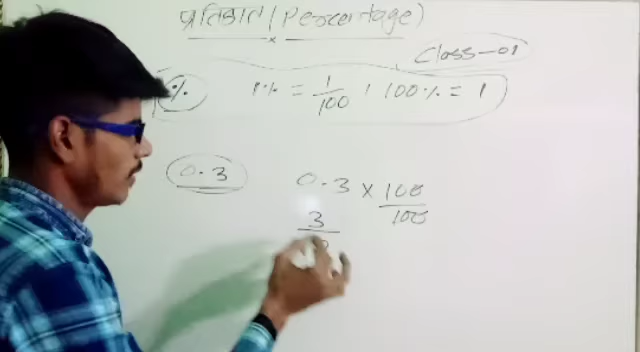 प्रतिशत (Percentage)
Class-01
% 1% = 1/100 , 100% = 1
0.3 0.3 × 100/100
3